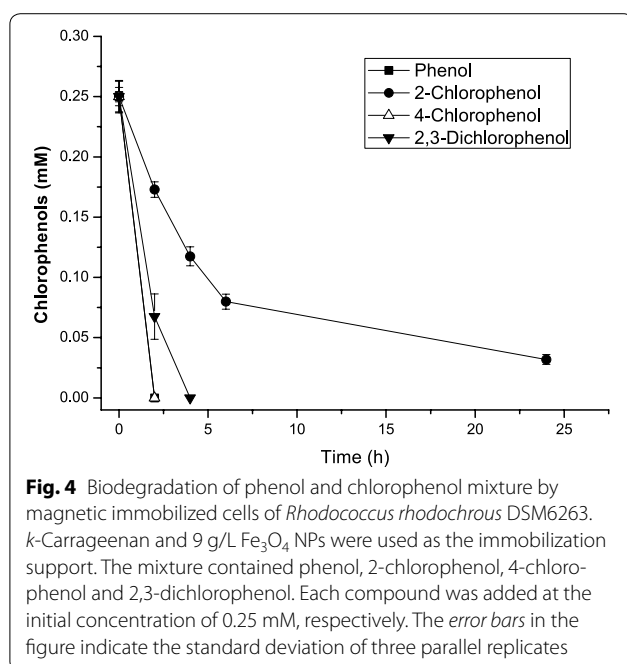 0.30
0.25
0.20
0.15
0.10
0.05
0.00
Chlorophenols (mM)
Phenol
2-Chlorophenol
4-Chlorophenol
2,3-Dichlorophenol
0 5 10 15 20 25
Time (h)
Fig. 4 Biodegradation of phenol and chlorophenol mixture by
magnetic immobilized cells of Rhodococcus rhodochrous DSM6263.
k-Carrageenan and 9 g/L Fe₃O₄ NPs were used as the immobilization
support. The mixture contained phenol, 2-chlorophenol, 4-chloro-
phenol and 2,3-dichlorophenol. Each compound was added at the
initial concentration of 0.25 mM, respectively. The error bars in the
figure indicate the standard deviation of three parallel replicates